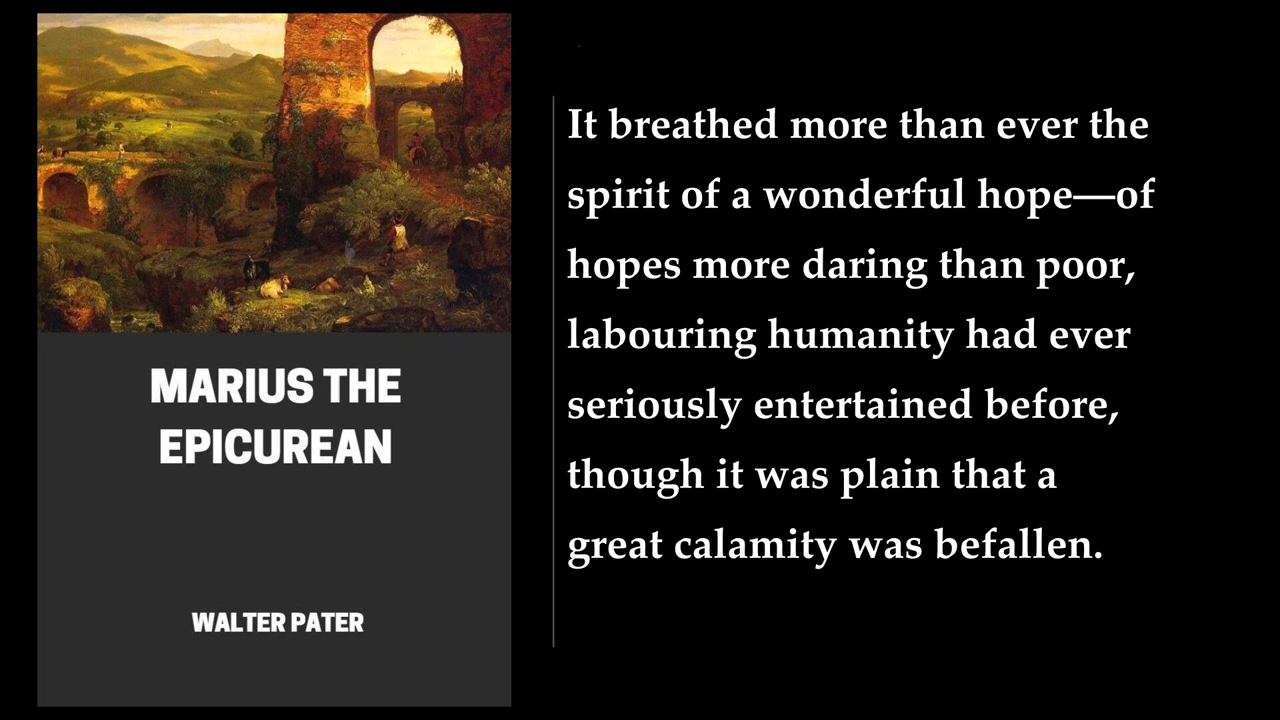 MARIUS THE
EPICUREAN
WALTER PATER
It breathed more than ever the
spirit of a wonderful hope—of
hopes more daring than poor,
labouring humanity had ever
seriously entertained before,
though it was plain that a
great calamity was befallen.